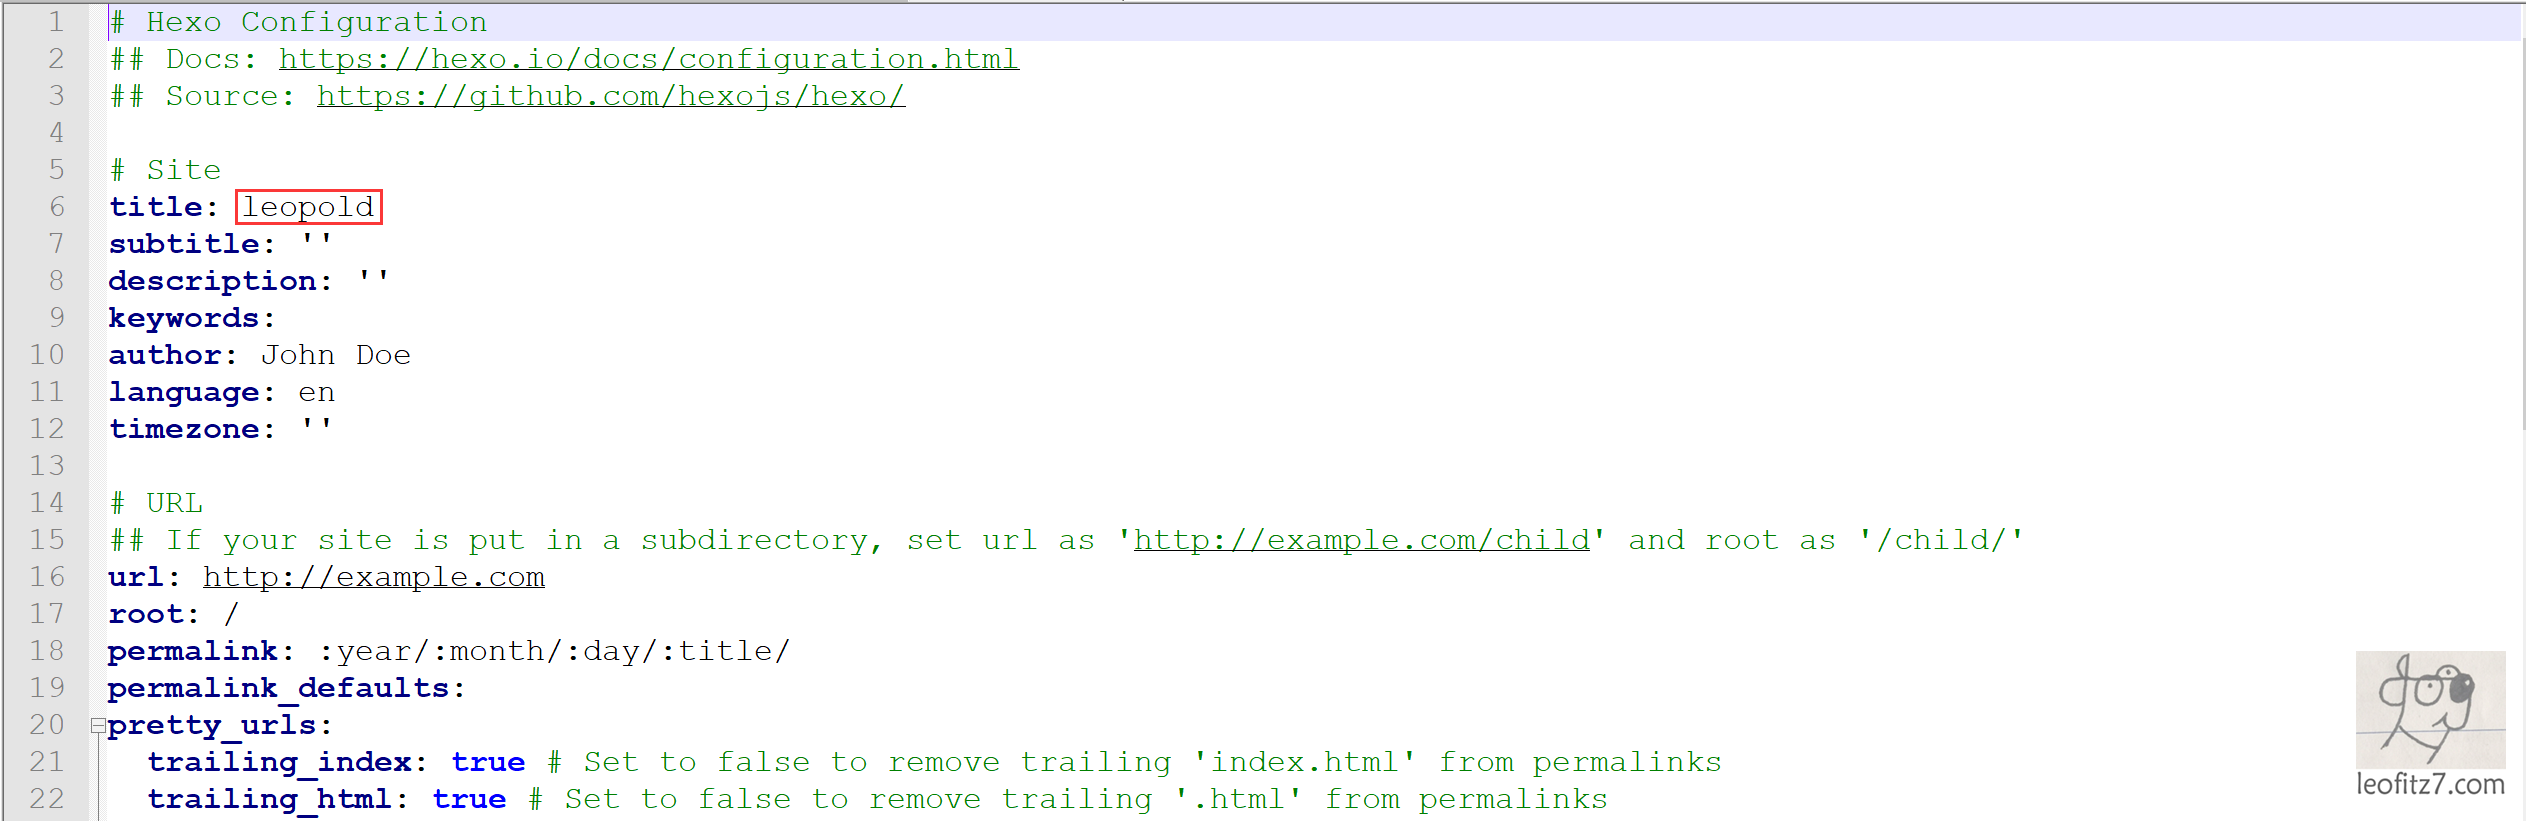 1 # Hexo Configuration
2 ## Docs: https://hexo.io/docs/configuration.html
3 ## Source: https://github.com/hexojs/hexo/
4
5 # Site
6 title: leopold
7 subtitle: ''
8 description: ''
9 keywords:
10 author: John Doe
11 language: en
12 timezone: ''
13
14 # URL
15 ## If your site is put in a subdirectory, set url as 'http://example.com/child' and root as '/child/'
16 url: http://example.com
17 root: /
18 permalink: :year/:month/:day/:title/
19 permalink_defaults:
20 pretty_urls:
21 trailing_index: true # Set to false to remove trailing 'index.html' from permalinks
22 trailing_html: true # Set to false to remove trailing '.html' from permalinks
dog
leofitz7.com